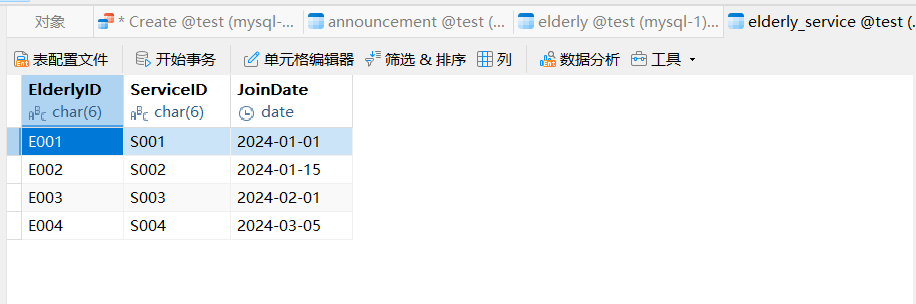 对象 * Create @test (mysql-... announcement @test (... elderly @test (mysql-1)... elderly_service @test (.
表配置文件 开始事务 单元格编辑器 筛选 & 排序 列 数据分析 工具
ElderlyID ServiceID JoinDate
char(6) char(6) date
E001 S001 2024-01-01
E002 S002 2024-01-15
E003 S003 2024-02-01
E004 S004 2024-03-05